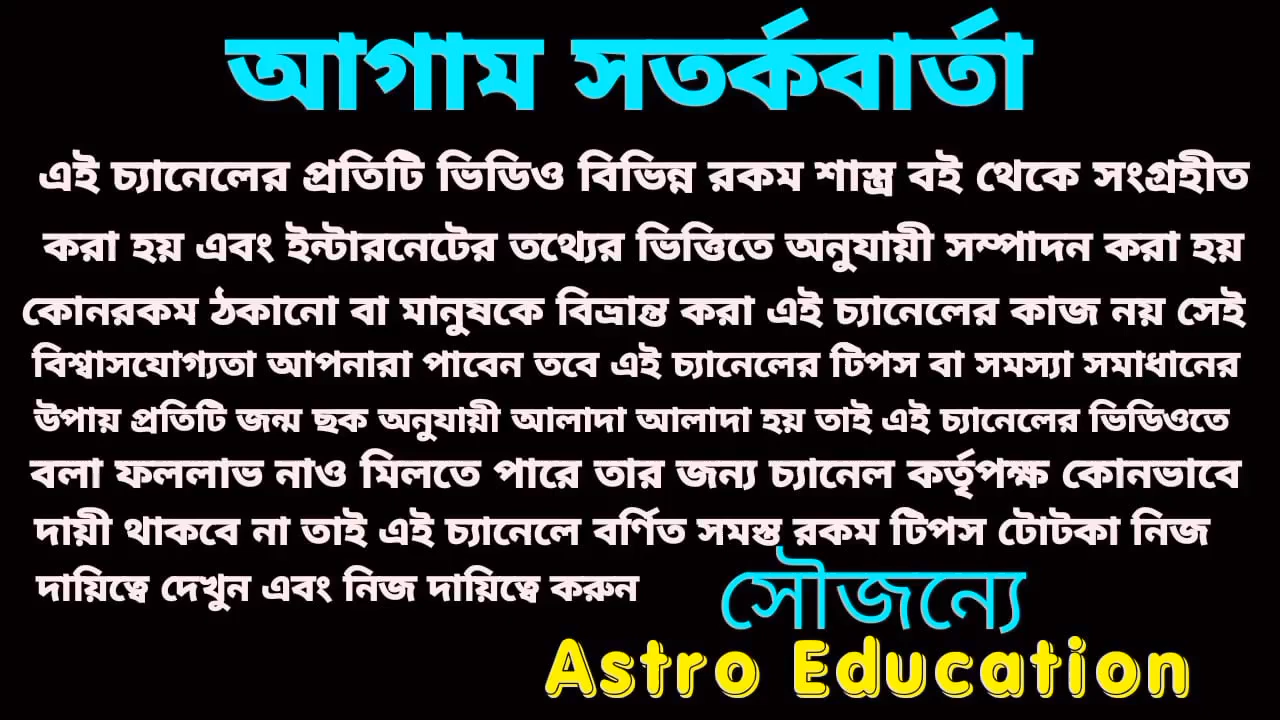 আগাম সতর্কবার্তা
এই চ্যানেলের প্রতিটি ভিডিও বিভিন্ন রকম শাস্ত্র বই থেকে সংগ্রহীত
করা হয় এবং ইন্টারনেটের তথ্যের ভিত্তিতে অনুযায়ী সম্পাদন করা হয়
কোনরকম ঠকানো বা মানুষকে বিভ্রান্ত করা এই চ্যানেলের কাজ নয় সেই
বিশ্বাসযোগ্যতা আপনারা পাবেন তবে এই চ্যানেলের টিপস বা সমস্যা সমাধানের
উপায় প্রতিটি জন্ম ছক অনুযায়ী আলাদা আলাদা হয় তাই এই চ্যানেলের ভিডিওতে
বলা ফললাভ নাও মিলতে পারে তার জন্য চ্যানেল কর্তৃপক্ষ কোনভাবে
দায়ী থাকবে না তাই এই চ্যানেলে বর্ণিত সমস্ত রকম টিপস টোটকা নিজ
দায়িত্বে দেখুন এবং নিজ দায়িত্বে করুন
সৌজন্যে
Astro Education